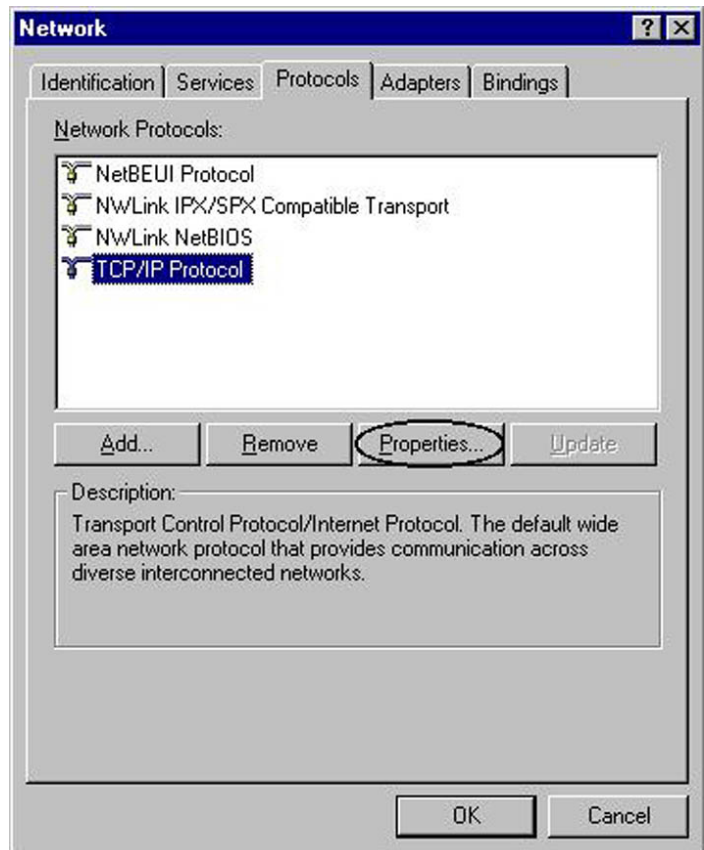 Network
Identification Services Protocols Adapters Bindings
Network Protocols:
NetBEUI Protocol
NWLink IPX/SPX Compatible Transport
NWLink NetBIOS
TCP/IP Protocol
Add... Remove Properties... Update
Description:
Transport Control Protocol/Internet Protocol. The default wide
area network protocol that provides communication across
diverse interconnected networks.
OK Cancel